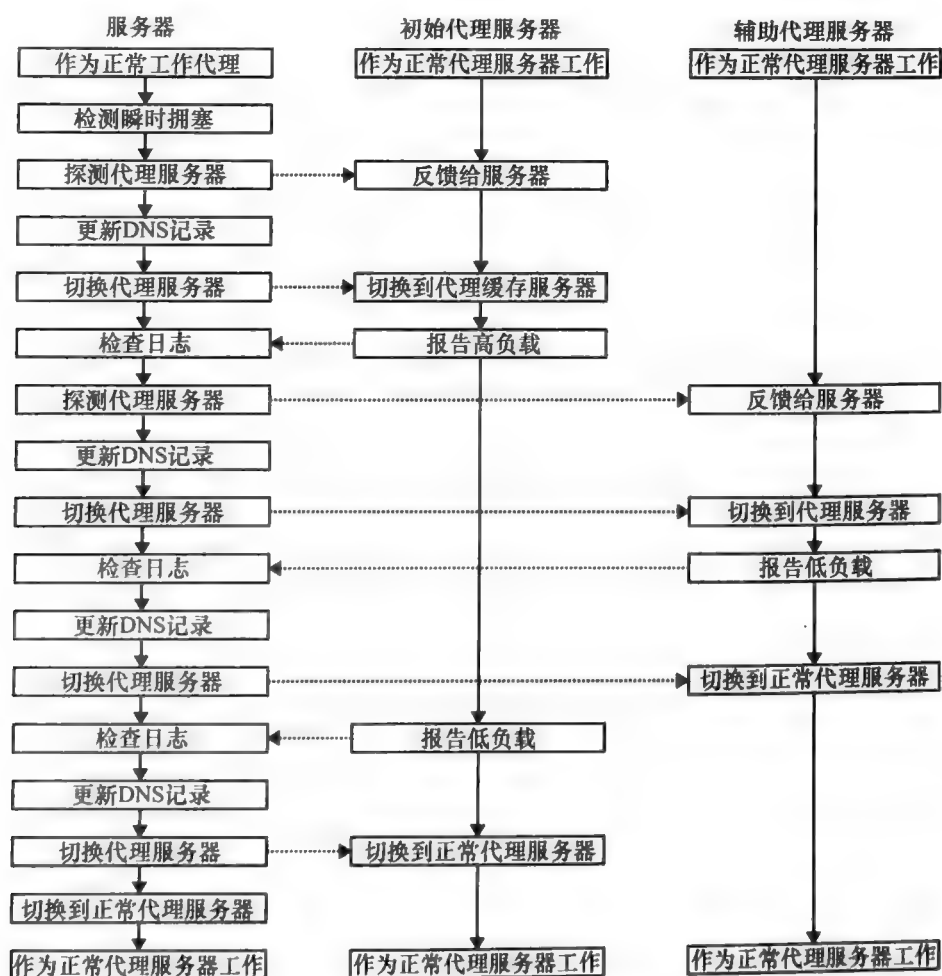 服务器 初始代理服务器 辅助代理服务器
作为正常工作代理 作为正常代理服务器工作 作为正常代理服务器工作
检测瞬时拥塞
探测代理服务器 反馈给服务器
更新DNS记录
切换代理服务器 切换到代理缓存服务器
检查日志 报告高负载
探测代理服务器 反馈给服务器
更新DNS记录
切换代理服务器 切换到代理服务器
检查日志 报告低负载
更新DNS记录
切换代理服务器 切换到正常代理服务器
检查日志 报告低负载
更新DNS记录
切换代理服务器 切换到正常代理服务器
切换到正常代理服务器
作为正常代理服务器工作 作为正常代理服务器工作 作为正常代理服务器工作